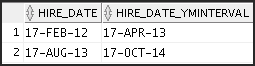 HIRE_DATE HIRE_DATE_YMINTERVAL
1 17-FEB-12 17-APR-13
2 17-AUG-13 17-OCT-14